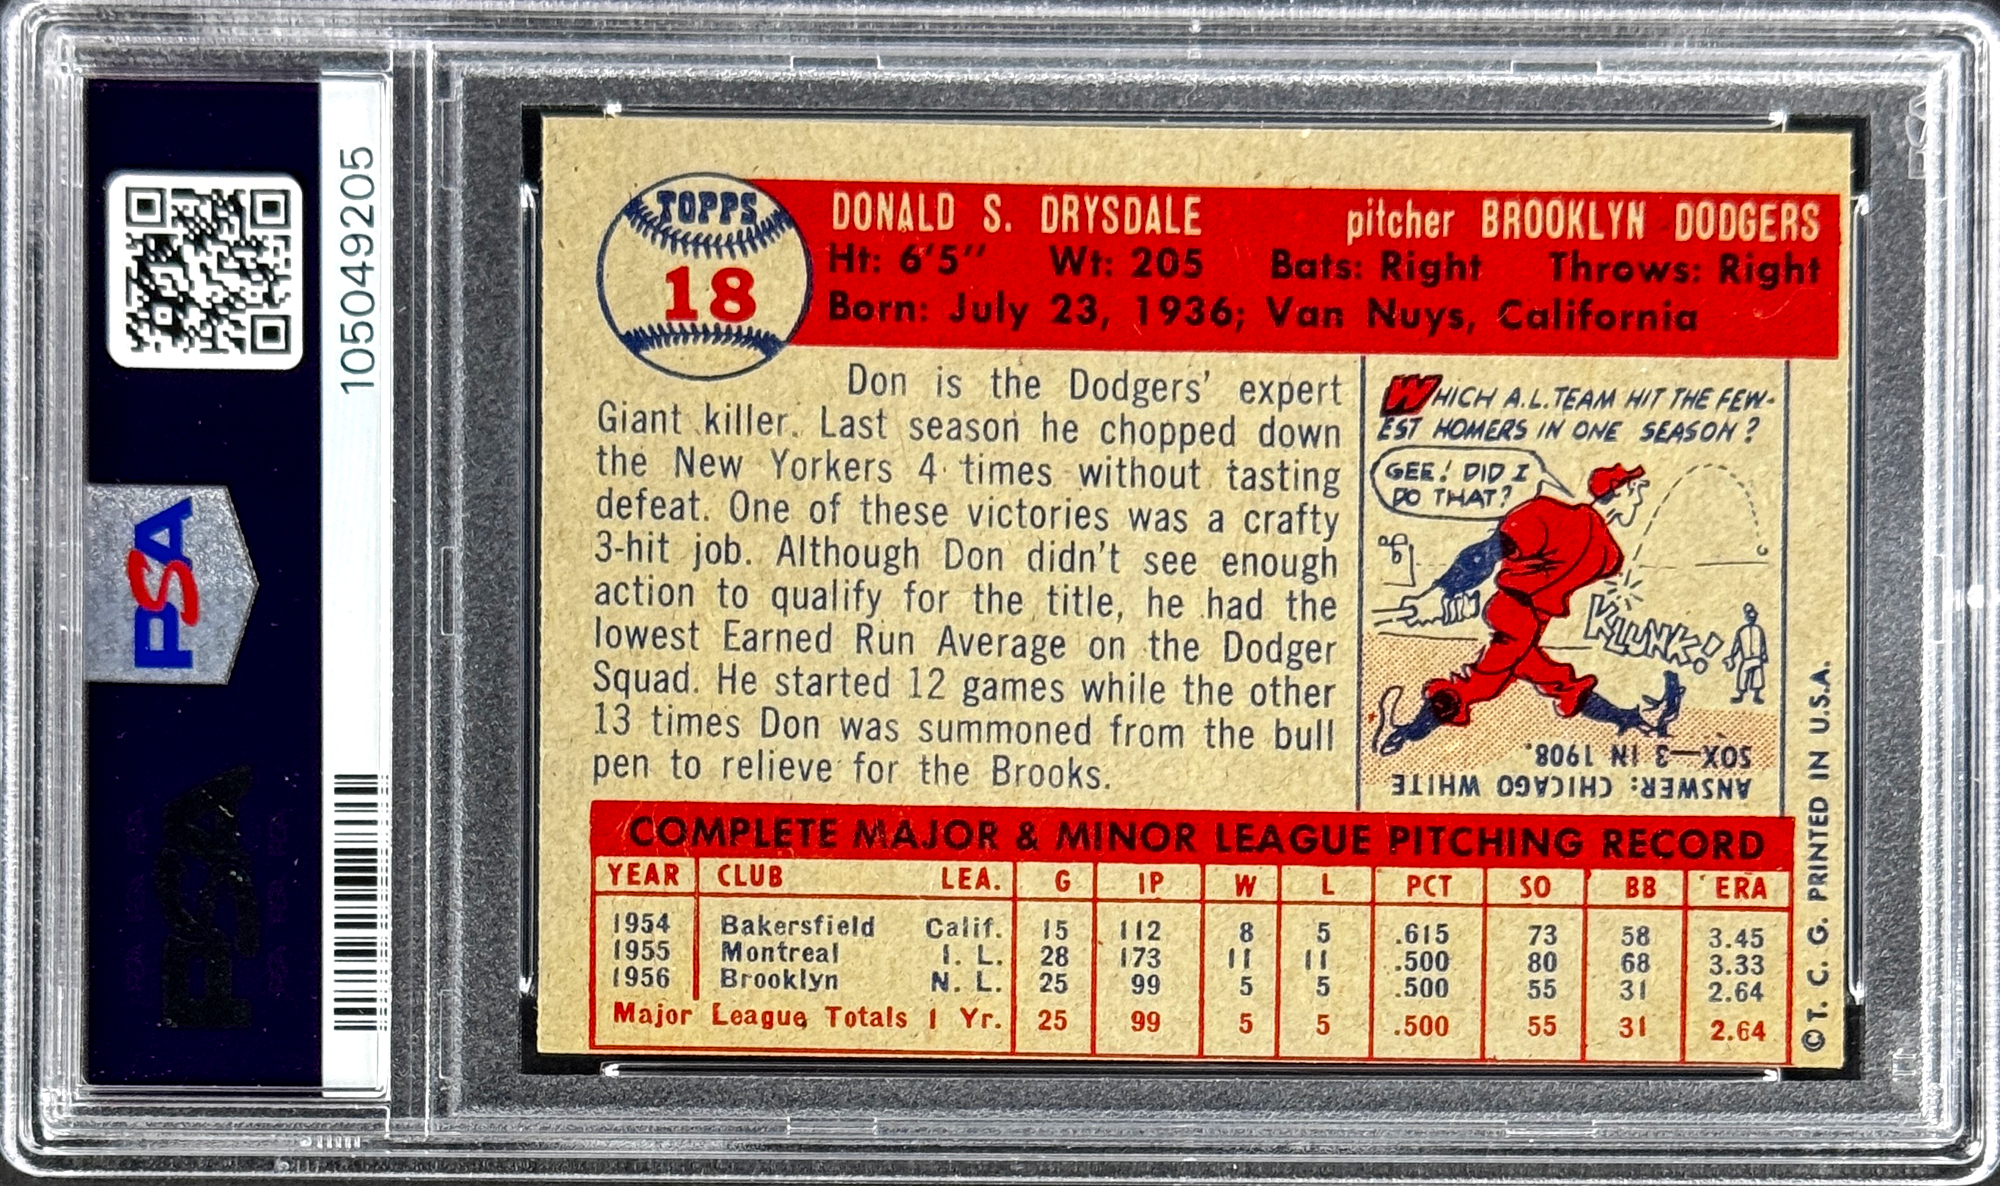 105049205
PSA
PSA
PSA
TOPPS
18
DONALD S. DRYSDALE pitcher BROOKLYN DODGERS
Ht: 6'5" Wt: 205 Bats: Right Throws: Right
Born: July 23, 1936; Van Nuys, California
Don is the Dodgers' expert
Giant killer. Last season he chopped down
the New Yorkers 4 times without tasting
defeat. One of these victories was a crafty
3-hit job. Although Don didn't see enough
action to qualify for the title, he had the
lowest Earned Run Average on the Dodger
Squad. He started 12 games while the other
13 times Don was summoned from the bull
pen to relieve for the Brooks.
WHICH A.L. TEAM HIT THE FEW-
EST HOMERS IN ONE SEASON?
GEE! DID I
DO THAT?
KLUNK!
ANSWER: CHICAGO WHITE
SOX—3 IN 1908.
COMPLETE MAJOR & MINOR LEAGUE PITCHING RECORD
YEAR CLUB LEA. G IP W L PCT SO BB ERA
1954 Bakersfield Calif. 15 112 8 5 .615 73 58 3.45
1955 Montreal I. L. 28 173 11 11 .500 80 68 3.33
1956 Brooklyn N. L. 25 99 5 5 .500 55 31 2.64
Major League Totals 1 Yr. 25 99 5 5 .500 55 31 2.64
©T. C. G. PRINTED IN U.S.A.